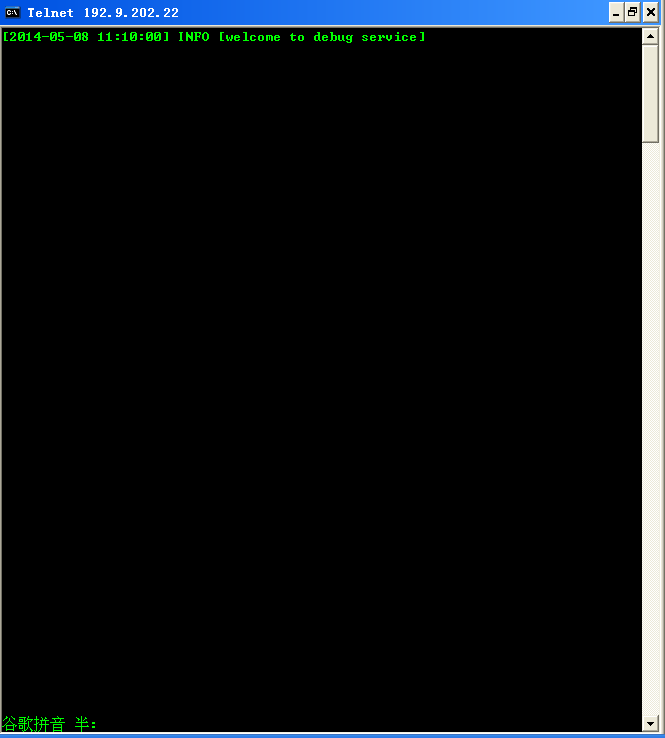 Telnet 192.9.202.22
[2014-05-08 11:10:00] INFO [welcome to debug service]
谷歌拼音 半: